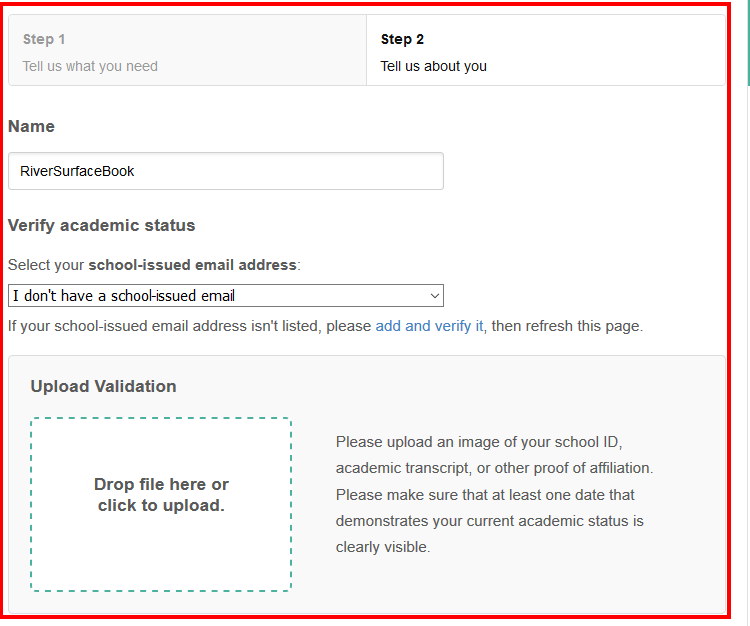 Step 1
Tell us what you need
Step 2
Tell us about you
Name
RiverSurfaceBook
Verify academic status
Select your school-issued email address:
I don't have a school-issued email
If your school-issued email address isn't listed, please add and verify it, then refresh this page.
Upload Validation
Drop file here or
click to upload.
Please upload an image of your school ID,
academic transcript, or other proof of affiliation.
Please make sure that at least one date that
demonstrates your current academic status is
clearly visible.